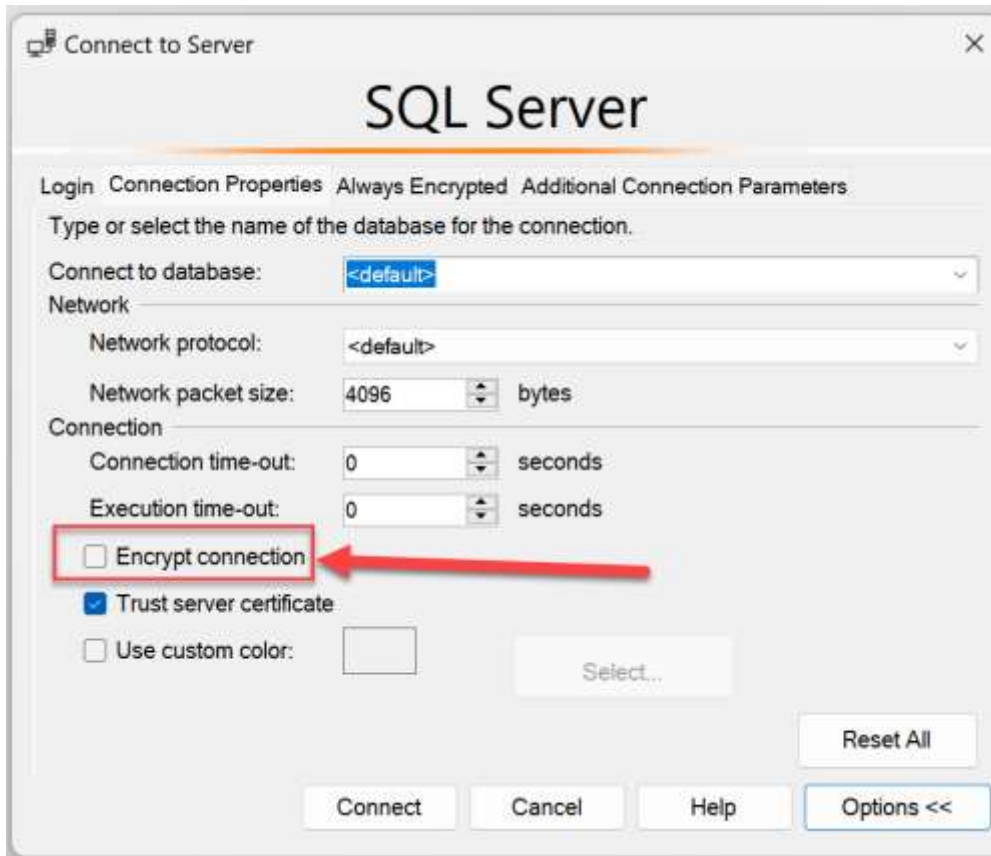 Connect to Server
SQL Server
Login Connection Properties Always Encrypted Additional Connection Parameters
Type or select the name of the database for the connection.
Connect to database: <default>
Network
Network protocol: <default>
Network packet size: 4096 bytes
Connection
Connection time-out: 0 seconds
Execution time-out: 0 seconds
Encrypt connection
Trust server certificate
Use custom color:
Select...
Reset All
Connect Cancel Help Options <<